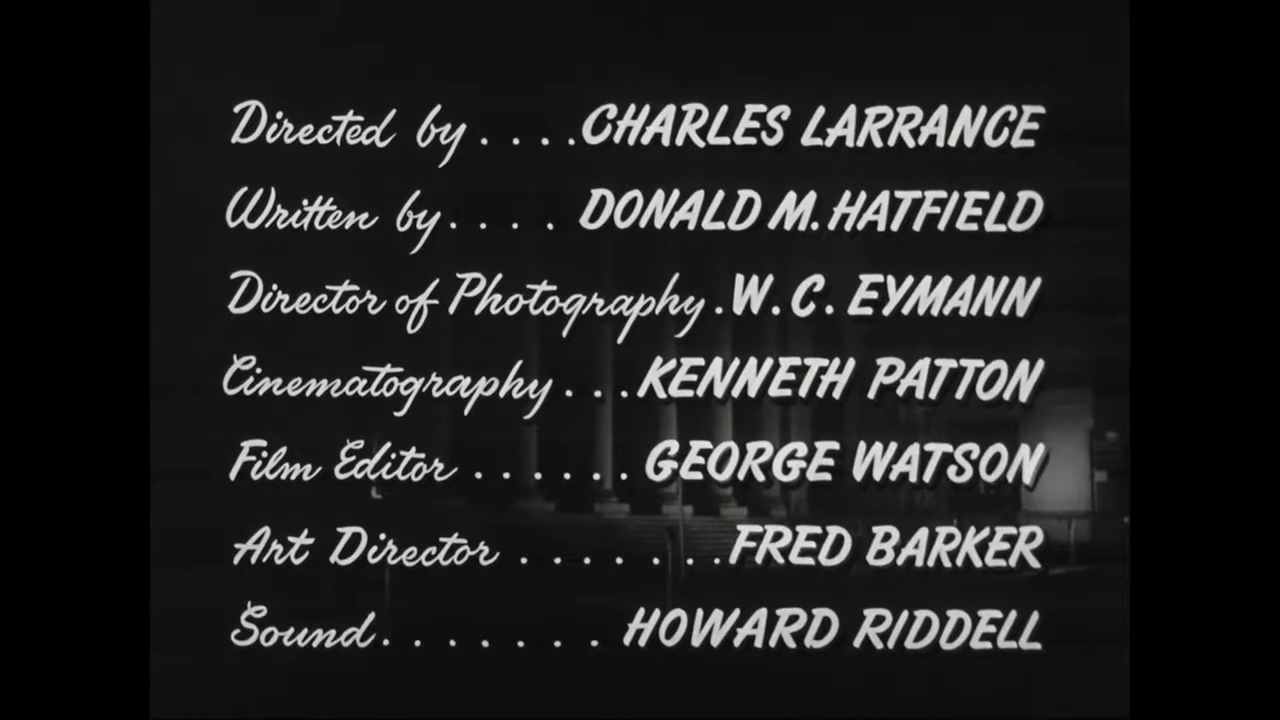 Directed by....CHARLES LARRANCE
Written by.... DONALD M. HATFIELD
Director of Photography.W.C. EYMANN
Cinematography...KENNETH PATTON
Film Editor...... GEORGE WATSON
Art Director .......FRED BARKER
Sound....... HOWARD RIDDELL